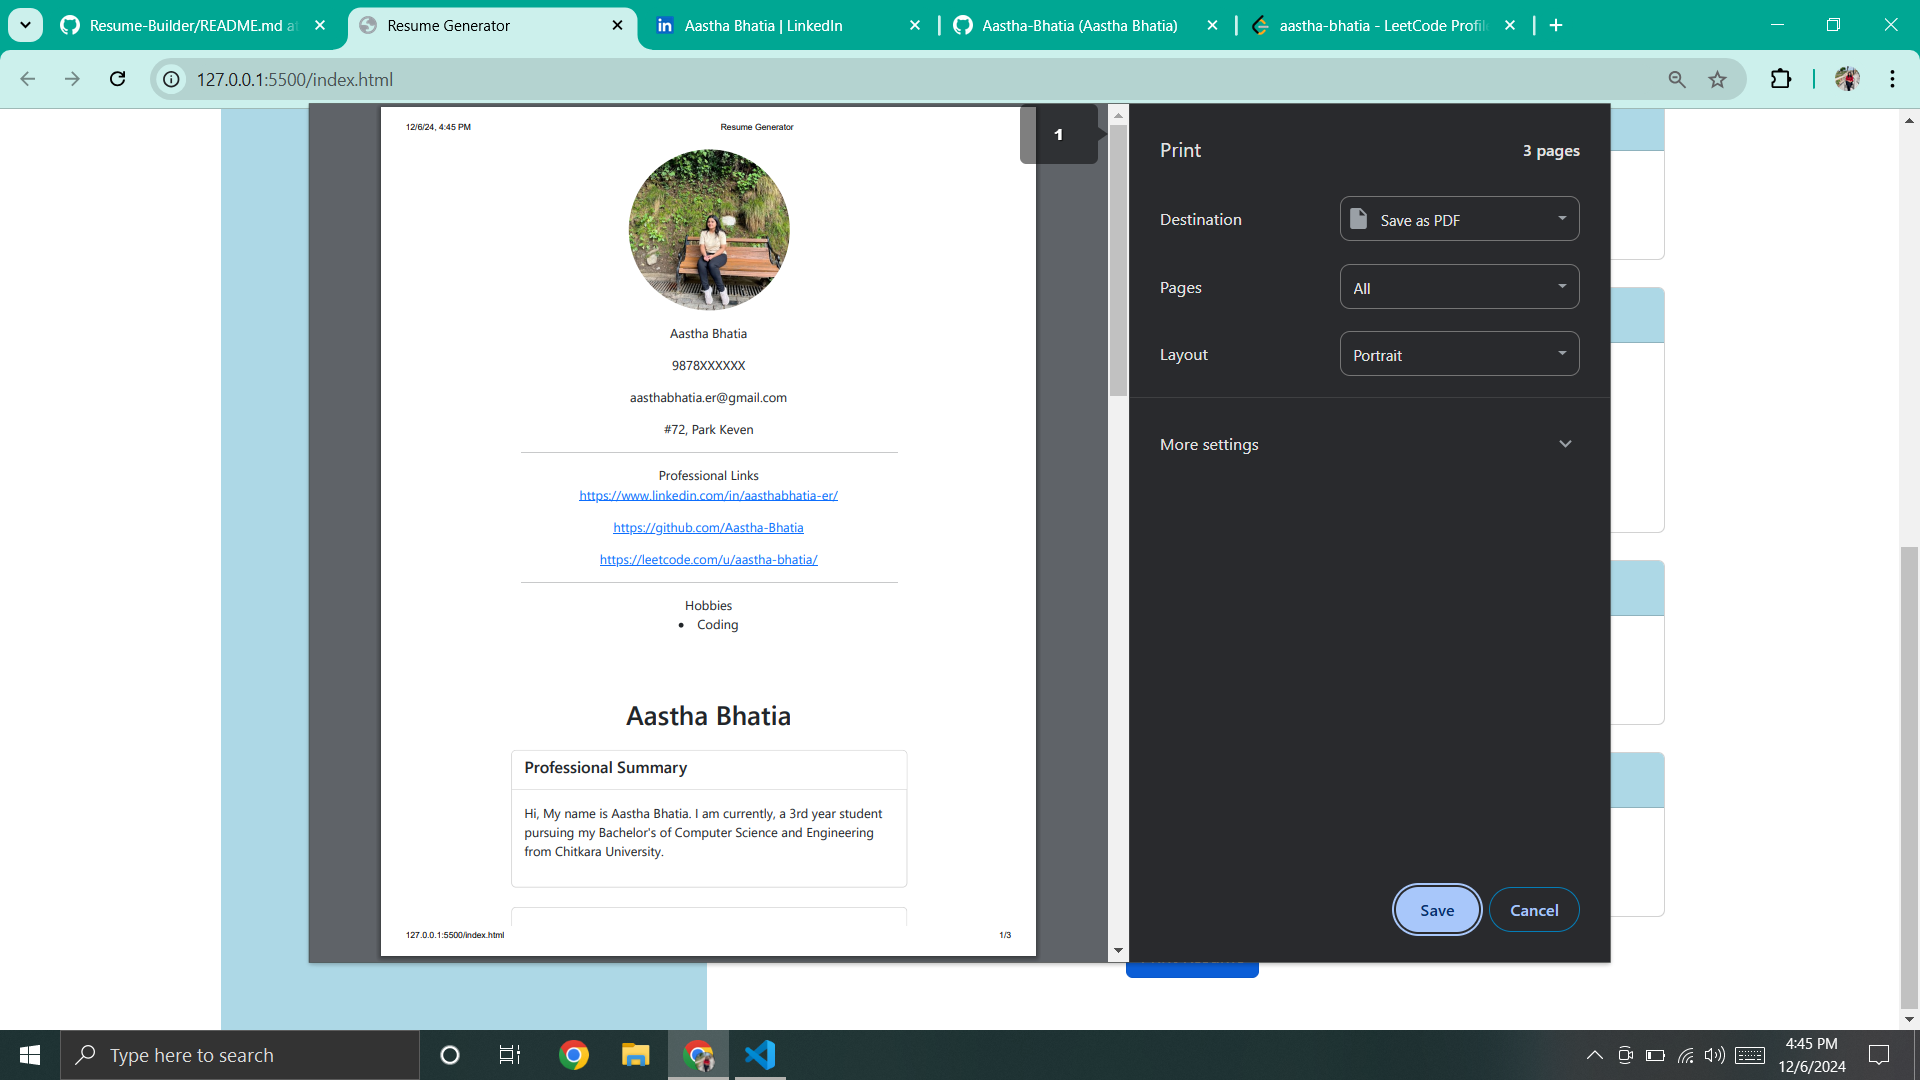 Resume-Builder/README.md at
Resume Generator
Aastha Bhatia | LinkedIn
Aastha-Bhatia (Aastha Bhatia)
aastha-bhatia - LeetCode Profile
127.0.0.1:5500/index.html
12/6/24, 4:45 PM
Resume Generator
1
Aastha Bhatia
9878XXXXXX
aasthabhatia.er@gmail.com
#72, Park Keven
Professional Links
https://www.linkedin.com/in/aasthabhatia-er/
https://github.com/Aastha-Bhatia
https://leetcode.com/u/aastha-bhatia/
Hobbies
• Coding
Aastha Bhatia
Professional Summary
Hi, My name is Aastha Bhatia. I am currently, a 3rd year student
pursuing my Bachelor's of Computer Science and Engineering
from Chitkara University.
127.0.0.1:5500/index.html
1/3
Print
3 pages
Destination
Save as PDF
Pages
All
Layout
Portrait
More settings
Save
Cancel
Type here to search
4:45 PM
12/6/2024